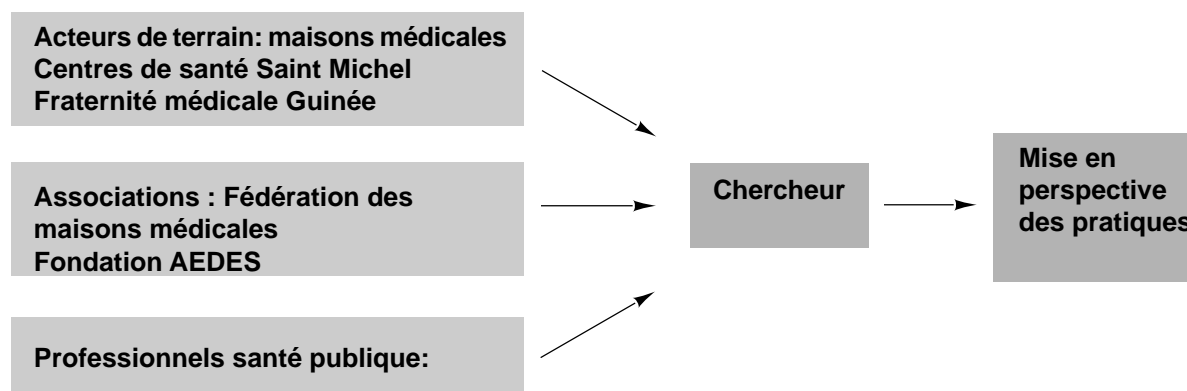 Acteurs de terrain: maisons médicales
Centres de santé Saint Michel
Fraternité médicale Guinée
Associations : Fédération des
maisons médicales
Fondation AEDES
Professionnels santé publique:
Chercheur
Mise en
perspective
des pratiques